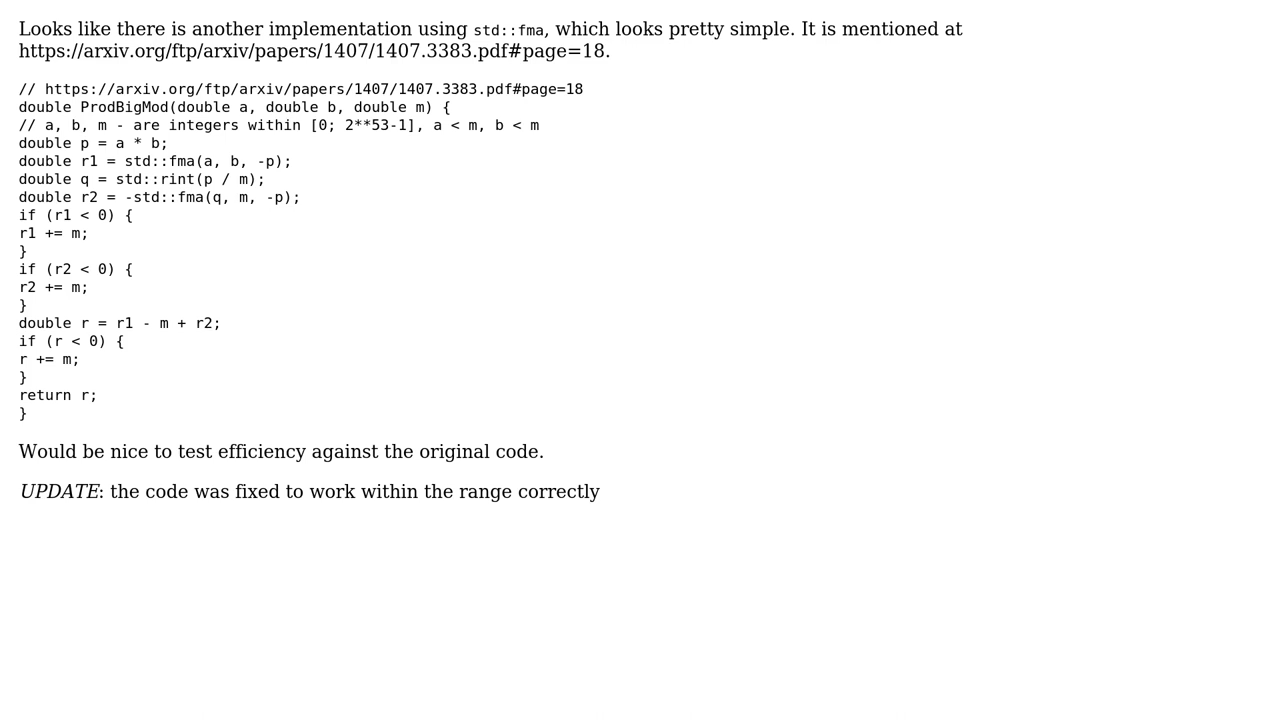 Looks like there is another implementation using std::fma, which looks pretty simple. It is mentioned at
https://arxiv.org/ftp/arxiv/papers/1407/1407.3383.pdf#page=18.
// https://arxiv.org/ftp/arxiv/papers/1407/1407.3383.pdf#page=18
double ProdBigMod(double a, double b, double m) {
// a, b, m - are integers within [0; 2**53-1], a < m, b < m
double p = a * b;
double r1 = std::fma(a, b, -p);
double q = std::rint(p / m);
double r2 = -std::fma(q, m, -p);
if (r1 < 0) {
r1 += m;
}
if (r2 < 0) {
r2 += m;
}
double r = r1 - m + r2;
if (r < 0) {
r += m;
}
return r;
}
Would be nice to test efficiency against the original code.
UPDATE: the code was fixed to work within the range correctly